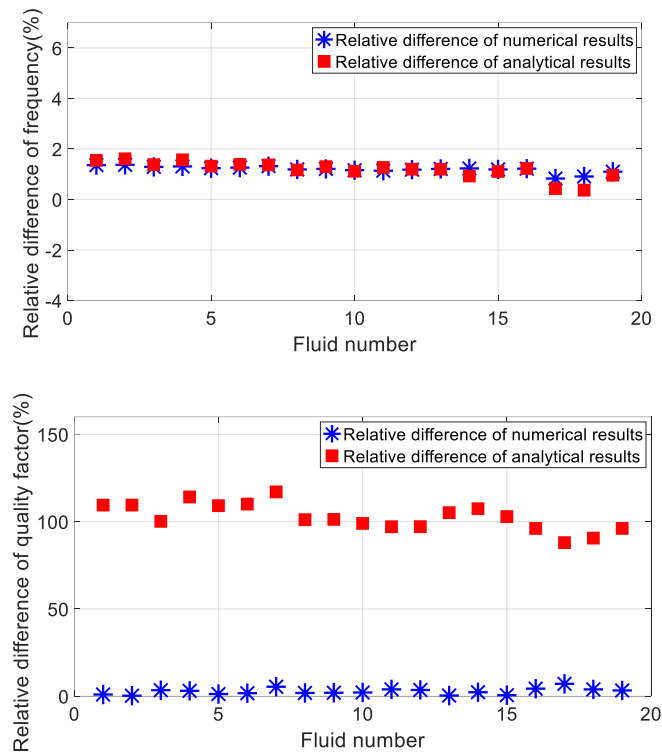 Relative difference of frequency(%)
6
4
2
0
-2
-4
Relative difference of numerical results
Relative difference of analytical results
0 5 10 15 20
Fluid number
Relative difference of quality factor(%)
150
100
50
0
Relative difference of numerical results
Relative difference of analytical results
0 5 10 15 20
Fluid number